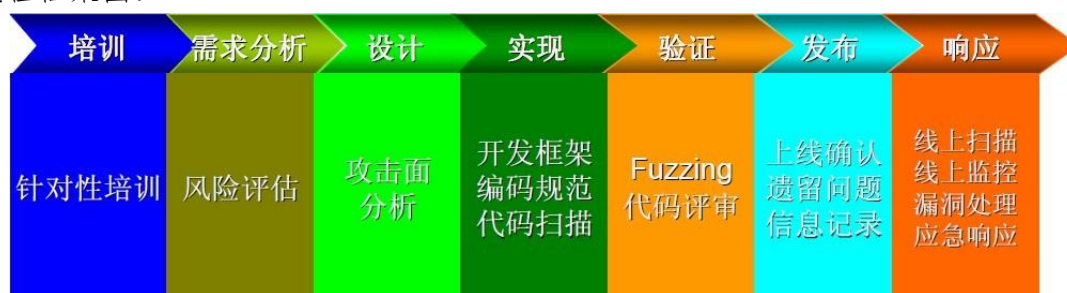 培训 需求分析 设计 实现 验证 发布 响应
针对性培训
风险评估
攻击面
分析
开发框架
编码规范
代码扫描
Fuzzing
代码评审
上线确认
遗留问题
信息记录
线上扫描
线上监控
漏洞处理
应急响应